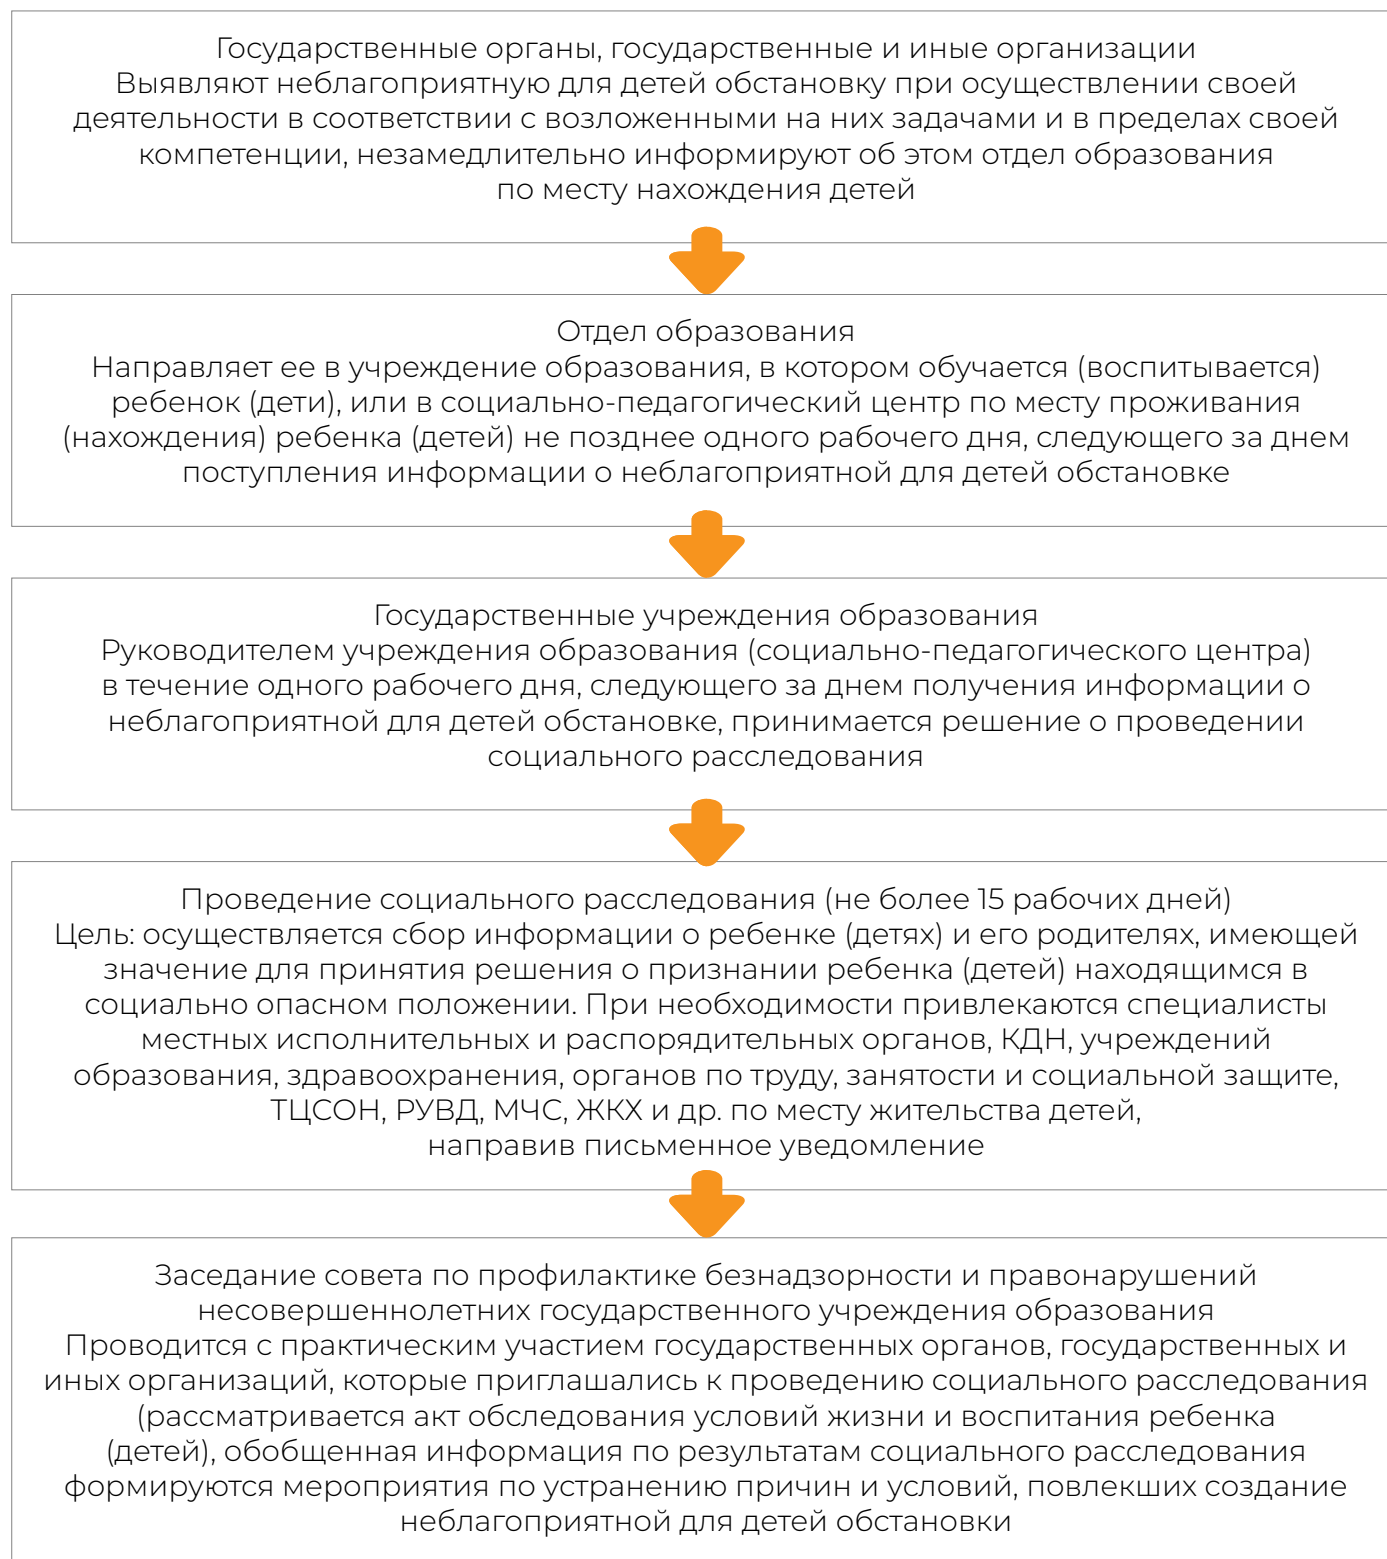 Государственные органы, государственные и иные организации
Выявляют неблагоприятную для детей обстановку при осуществлении своей
деятельности в соответствии с возложенными на них задачами и в пределах своей
компетенции, незамедлительно информируют об этом отдел образования
по месту нахождения детей
Отдел образования
Направляет ее в учреждение образования, в котором обучается (воспитывается)
ребенок (дети), или в социально-педагогический центр по месту проживания
(нахождения) ребенка (детей) не позднее одного рабочего дня, следующего за днем
поступления информации о неблагоприятной для детей обстановке
Государственные учреждения образования
Руководителем учреждения образования (социально-педагогического центра)
в течение одного рабочего дня, следующего за днем получения информации о
неблагоприятной для детей обстановке, принимается решение о проведении
социального расследования
Проведение социального расследования (не более 15 рабочих дней)
Цель: осуществляется сбор информации о ребенке (детях) и его родителях, имеющей
значение для принятия решения о признании ребенка (детей) находящимся в
социально опасном положении. При необходимости привлекаются специалисты
местных исполнительных и распорядительных органов, КДН, учреждений
образования, здравоохранения, органов по труду, занятости и социальной защите,
ТЦСОН, РУВД, МЧС, ЖКХ и др. по месту жительства детей,
направив письменное уведомление
Заседание совета по профилактике безнадзорности и правонарушений
несовершеннолетних государственного учреждения образования
Проводится с практическим участием государственных органов, государственных и
иных организаций, которые приглашались к проведению социального расследования
(рассматривается акт обследования условий жизни и воспитания ребенка
(детей), обобщенная информация по результатам социального расследования
формируются мероприятия по устранению причин и условий, повлекших создание
неблагоприятной для детей обстановки